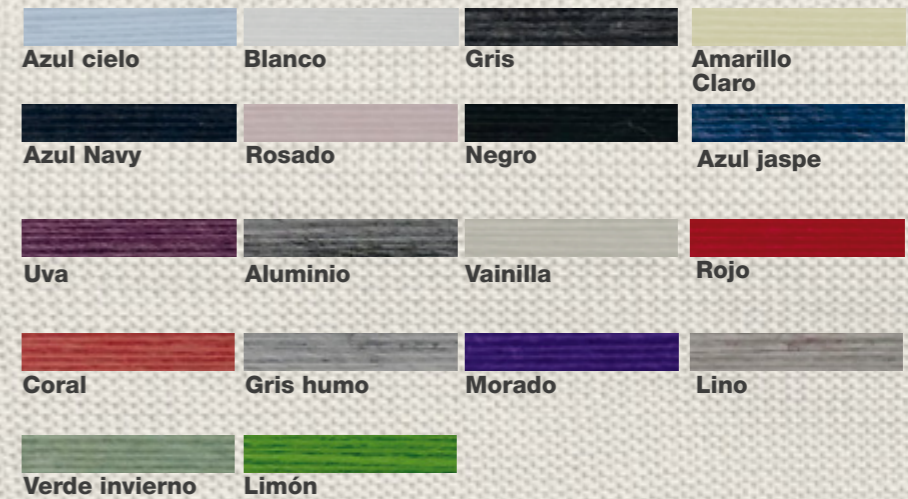 Azul cielo
Blanco
Gris
Amarillo
Claro
Azul Navy
Rosado
Negro
Azul jaspe
Uva
Aluminio
Vainilla
Rojo
Coral
Gris humo
Morado
Lino
Verde invierno
Limón